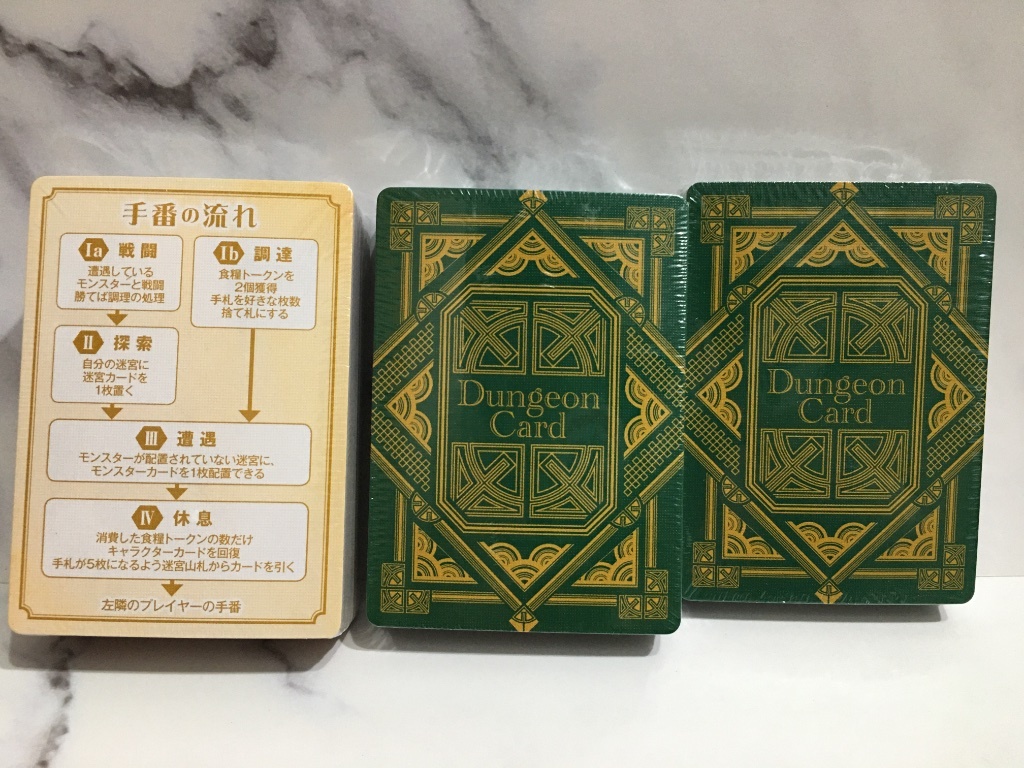 手番の流れ
Ia 戦闘
遭遇している
モンスターと戦闘
勝てば調理の処理
Ib 調達
食糧トークンを
2個獲得
手札を好きな枚数
捨て札にする
II 探索
自分の迷宮に
迷宮カードを
1枚置く
III 遭遇
モンスターが配置されていない迷宮に、
モンスターカードを1枚配置できる
IV 休息
消費した食糧トークンの数だけ
キャラクターカードを回復
手札が5枚になるよう迷宮山札からカードを引く
左隣のプレイヤーの手番
Dungeon
Card
Dungeon
Card